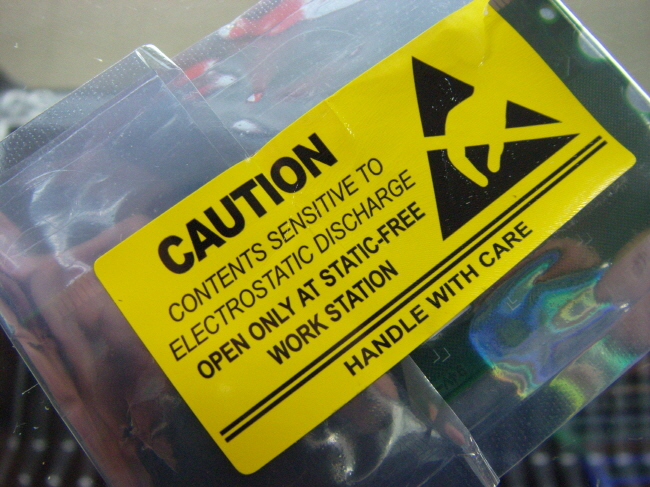 CAUTION
CONTENTS SENSITIVE TO
ELECTROSTATIC DISCHARGE
OPEN ONLY AT STATIC-FREE
WORK STATION
HANDLE WITH CARE